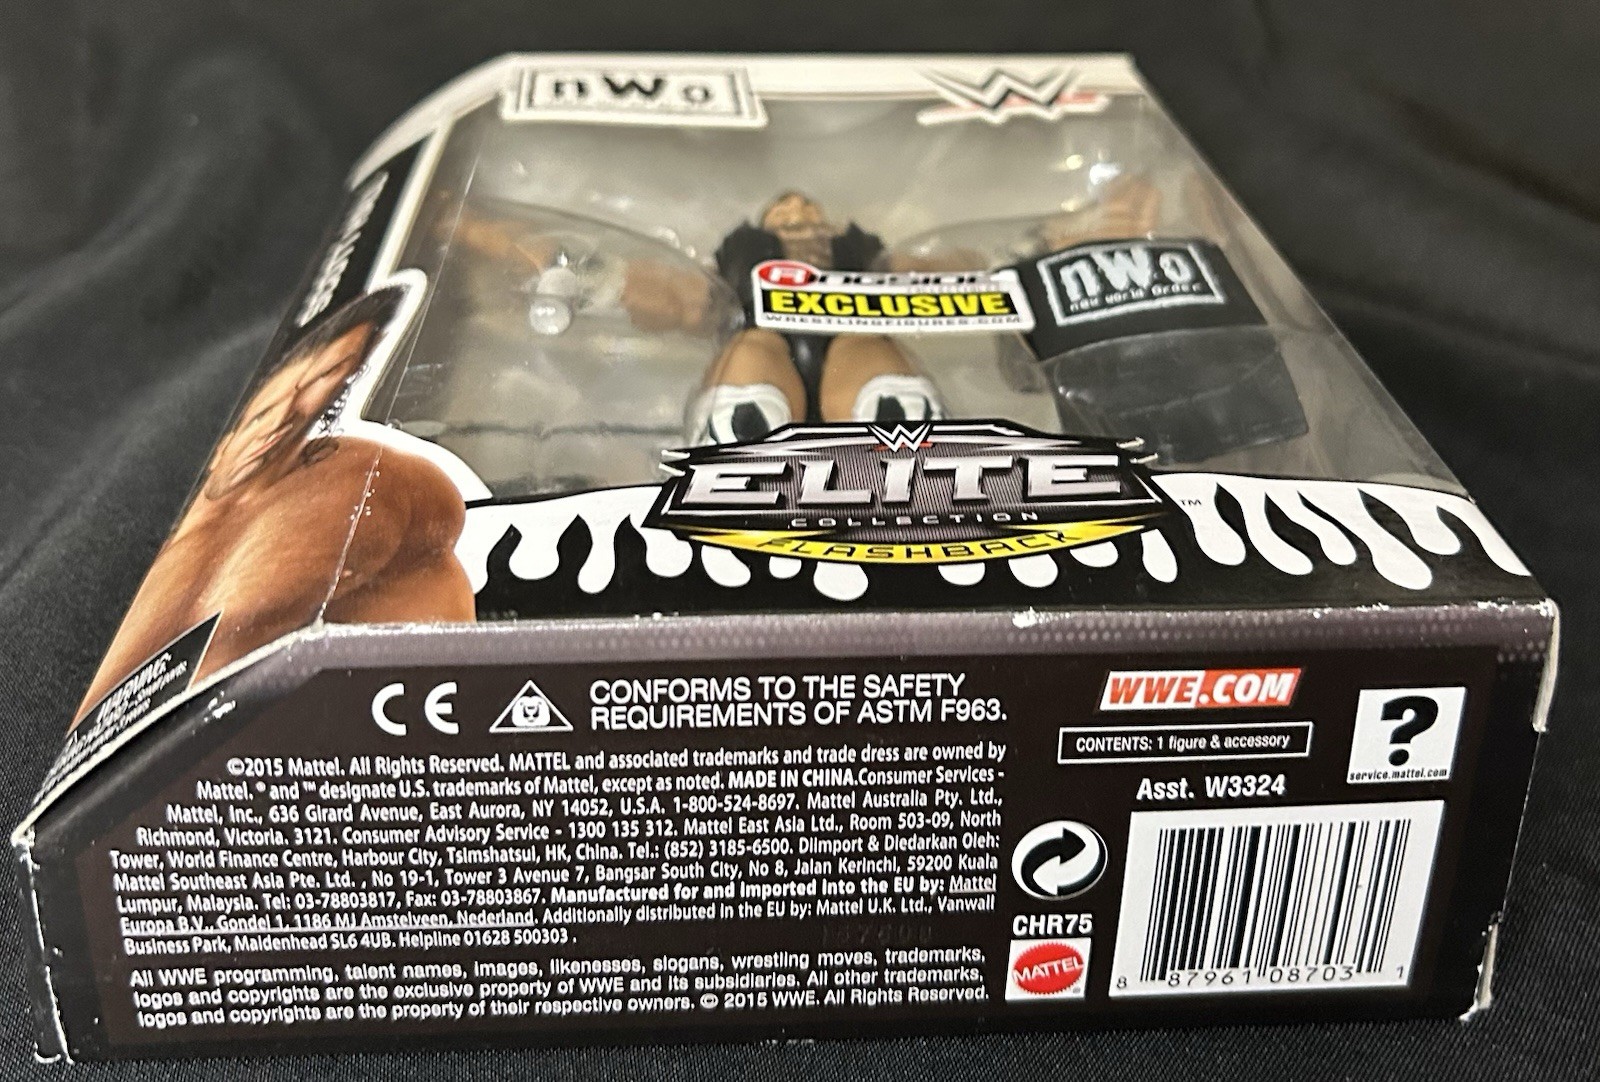 nWo
W
nWo
new world order
RINGSIDE
EXCLUSIVE
WRESTLINGFIGURES.COM
W
ELITE
COLLECTION
FLASHBACK
™
WARNING:
CE
CONFORMS TO THE SAFETY
REQUIREMENTS OF ASTM F963.
©2015 Mattel. All Rights Reserved. MATTEL and associated trademarks and trade dress are owned by
Mattel. ® and ™ designate U.S. trademarks of Mattel, except as noted. MADE IN CHINA.Consumer Services -
Mattel, Inc., 636 Girard Avenue, East Aurora, NY 14052, U.S.A. 1-800-524-8697. Mattel Australia Pty. Ltd.,
Richmond, Victoria. 3121. Consumer Advisory Service - 1300 135 312. Mattel East Asia Ltd., Room 503-09, North
Tower, World Finance Centre, Harbour City, Tsimshatsui, HK, China. Tel.: (852) 3185-6500. Diimport & Diedarkan Oleh:
Mattel Southeast Asia Pte. Ltd. , No 19-1, Tower 3 Avenue 7, Bangsar South City, No 8, Jalan Kerinchi, 59200 Kuala
Lumpur, Malaysia. Tel: 03-78803817, Fax: 03-78803867. Manufactured for and imported into the EU by: Mattel
Europa B.V., Gondel 1, 1186 MJ Amstelveen, Nederland. Additionally distributed in the EU by: Mattel U.K. Ltd., Vanwall
Business Park, Maidenhead SL6 4UB. Helpline 01628 500303 .
All WWE programming, talent names, images, likenesses, slogans, wrestling moves, trademarks,
logos and copyrights are the exclusive property of WWE and its subsidiaries. All other trademarks,
logos and copyrights are the property of their respective owners. © 2015 WWE. All Rights Reserved.
WWE.COM
CONTENTS: 1 figure & accessory
?
service.mattel.com
Asst. W3324
CHR75
MATTEL
8 87961 08703 1